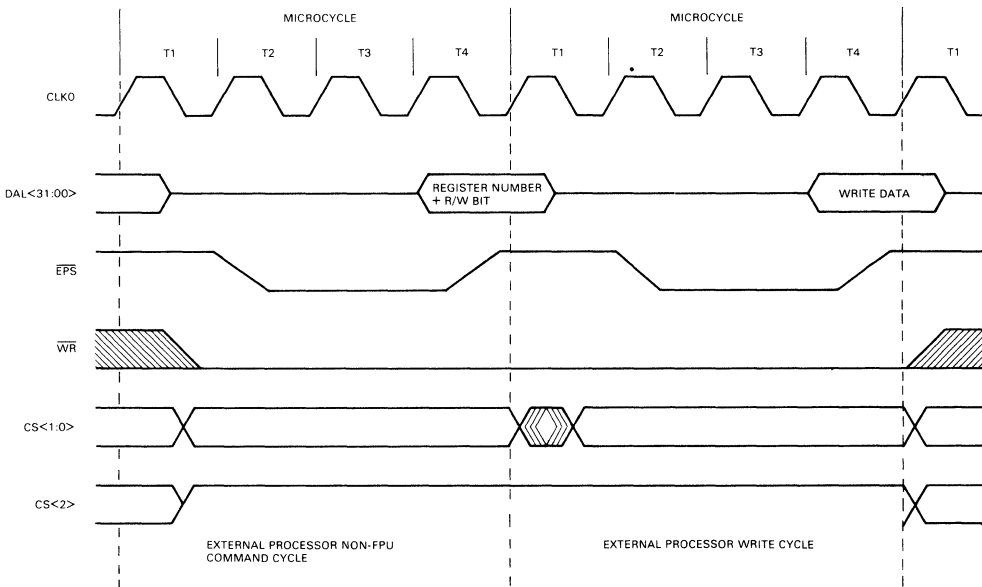 MICROCYCLE
MICROCYCLE
T1 T2 T3 T4 T1 T2 T3 T4 T1
CLK0
DAL<31:00>
REGISTER NUMBER
+ R/W BIT
WRITE DATA
EPS
WR
CS<1:0>
CS<2>
EXTERNAL PROCESSOR NON-FPU
COMMAND CYCLE
EXTERNAL PROCESSOR WRITE CYCLE